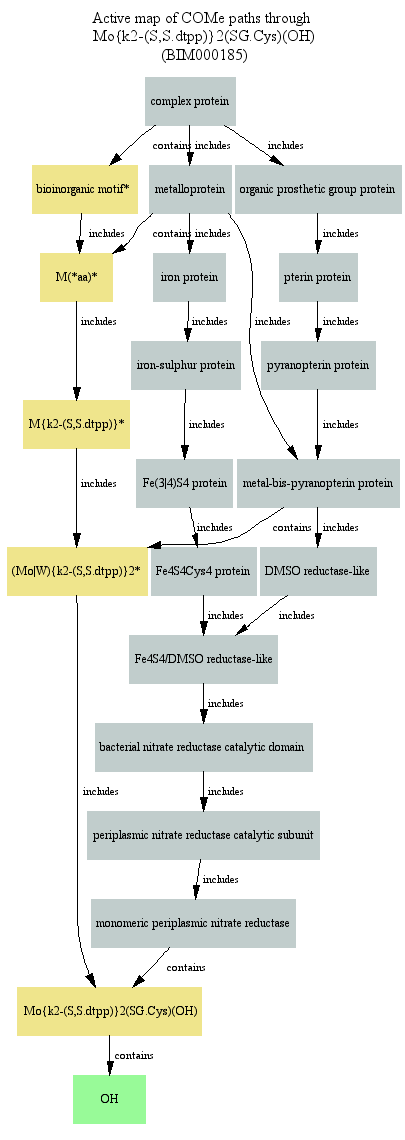 Active map of COMe paths through
Mo{k2-(S,S.dtpp)}2(SG.Cys)(OH)
(BIM000185)
complex protein
contains includes includes
bioinorganic motif* metalloprotein organic prosthetic group protein
includes contains includes includes
M(*aa)* iron protein pterin protein
includes includes includes includes
iron-sulphur protein pyranopterin protein
M{k2-(S,S.dtpp)}* includes includes
includes Fe(3|4)S4 protein metal-bis-pyranopterin protein
includes contains includes
(Mo|W){k2-(S,S.dtpp)}2* Fe4S4Cys4 protein DMSO reductase-like
includes includes
Fe4S4/DMSO reductase-like
includes
bacterial nitrate reductase catalytic domain
includes includes
periplasmic nitrate reductase catalytic subunit
includes
monomeric periplasmic nitrate reductase
contains
Mo{k2-(S,S.dtpp)}2(SG.Cys)(OH)
contains
OH